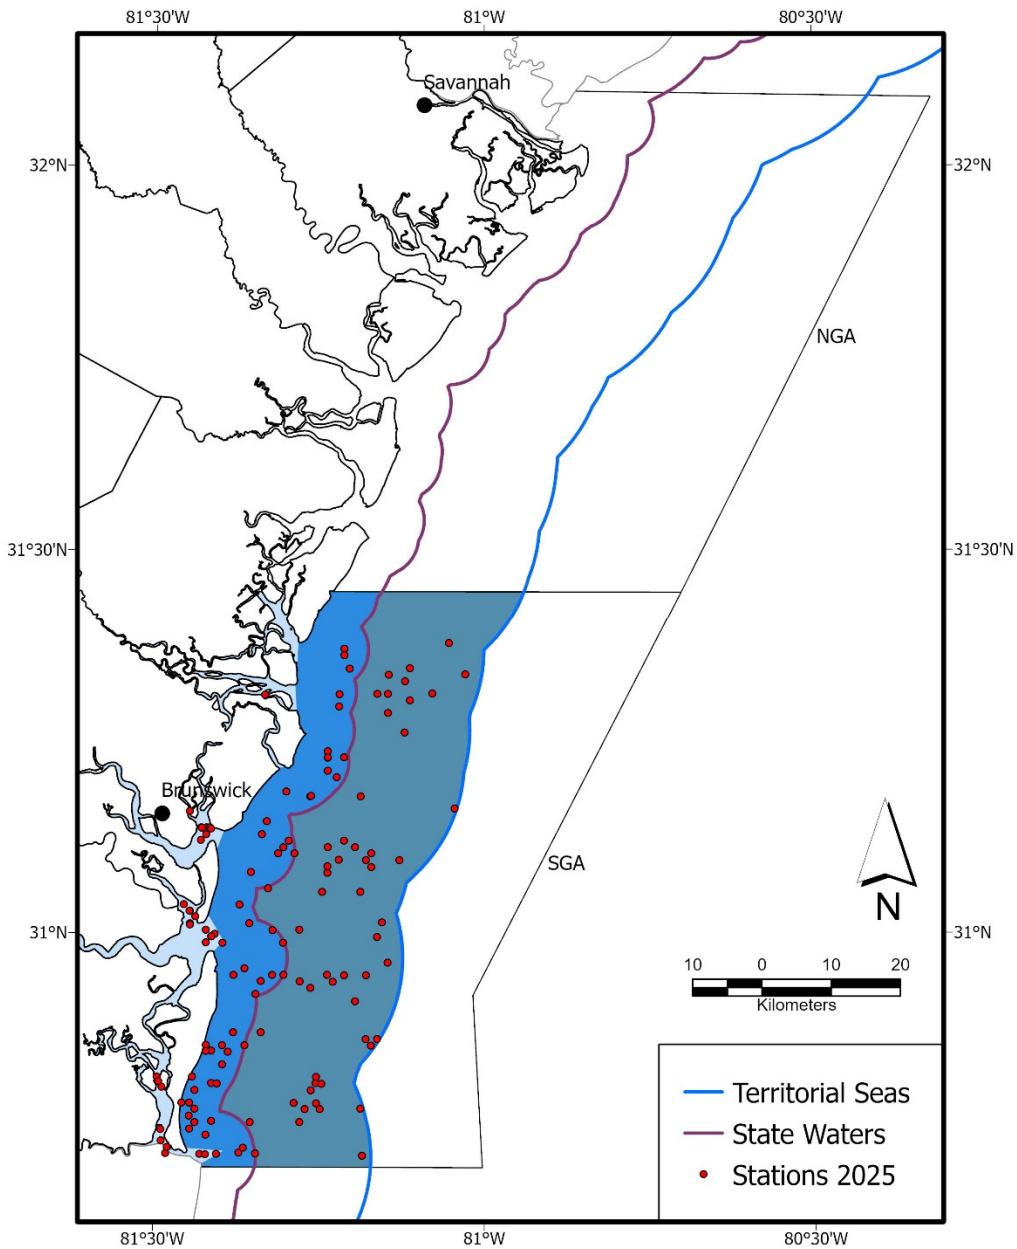 81°30'W 81°W 80°30'W
Savannah
32°N 32°N
NGA
31°30'N 31°30'N
Brunswick
SGA
N
31°N 31°N
10 0 10 20
Kilometers
Territorial Seas
State Waters
Stations 2025
81°30'W 81°W 80°30'W